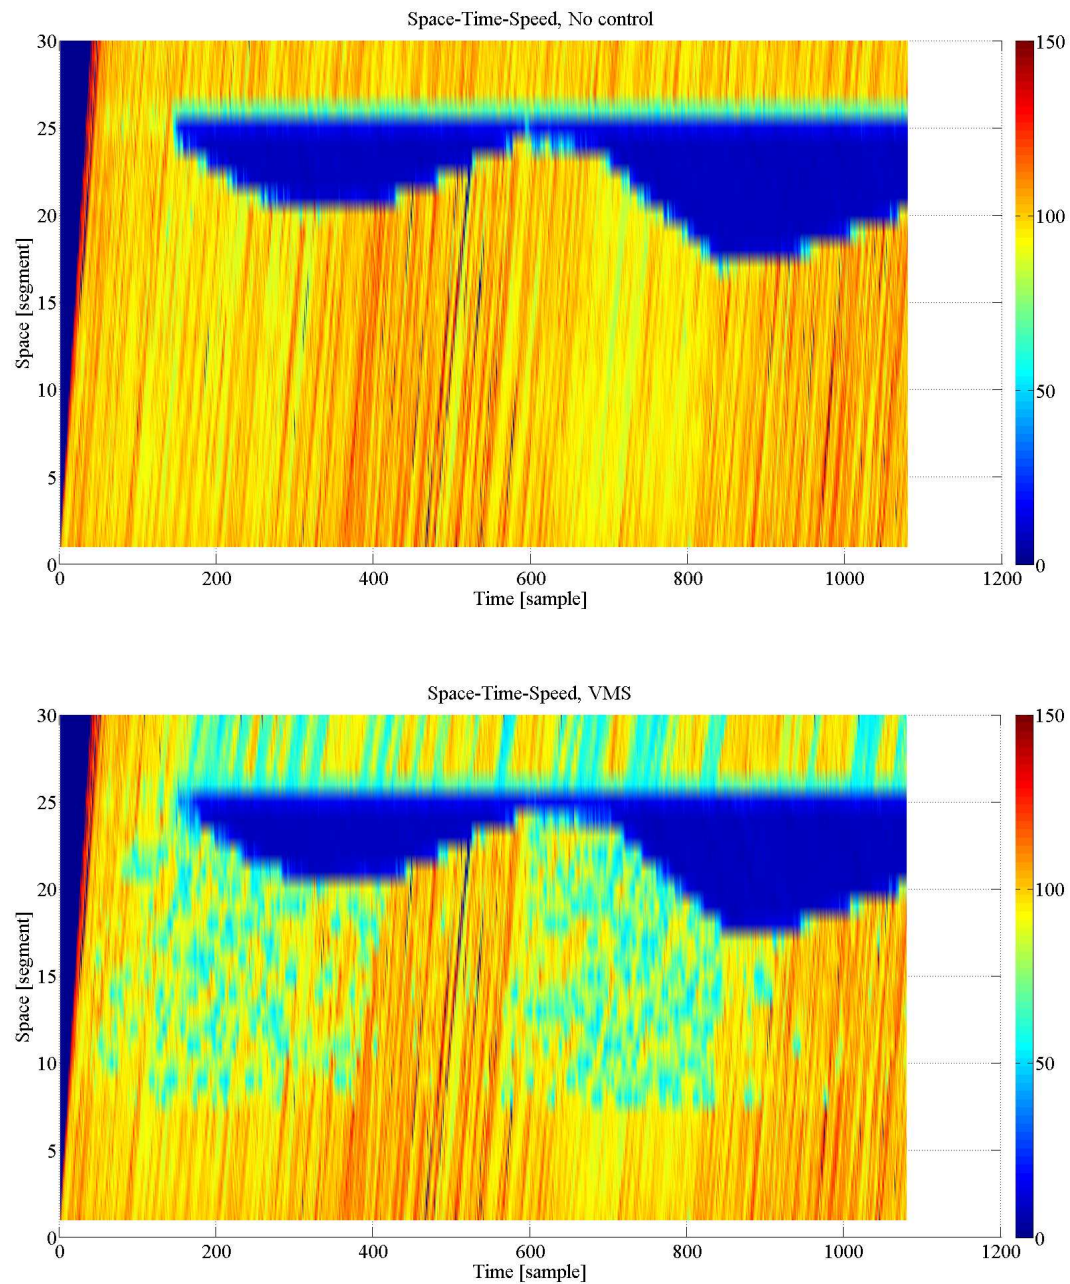 Space-Time-Speed, No control
30
25
20
15
10
5
0
Space [segment]
0 200 400 600 800 1000 1200
Time [sample]
150
100
50
0
Space-Time-Speed, VMS
30
25
20
15
10
5
0
Space [segment]
0 200 400 600 800 1000 1200
Time [sample]
150
100
50
0